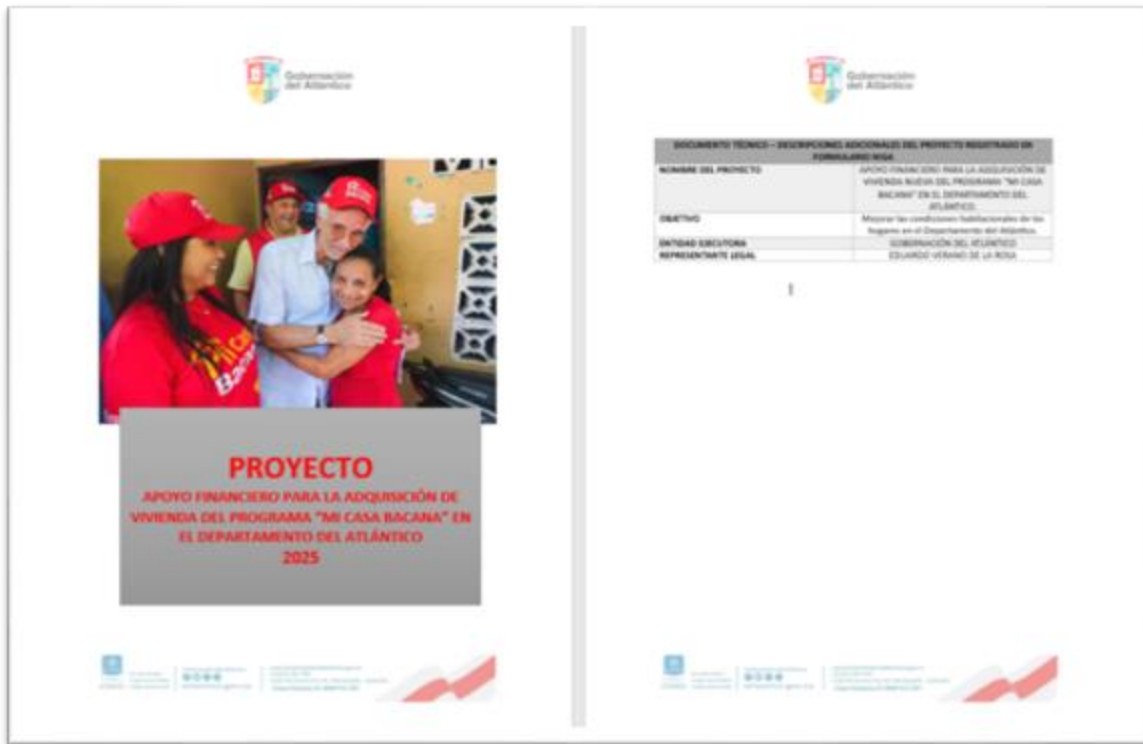 Gobernación
del Atlántico
Mi Casa
Bacana
PROYECTO
APOYO FINANCIERO PARA LA ADQUISICIÓN DE
VIVIENDA DEL PROGRAMA “MI CASA BACANA” EN
EL DEPARTAMENTO DEL ATLÁNTICO
2025
Gobernación
del Atlántico
DOCUMENTO TÉCNICO – DESCRIPCIONES ADICIONALES DEL PROYECTO REGISTRADO EN
FORMULARIO MGA
NOMBRE DEL PROYECTO
APOYO FINANCIERO PARA LA ADQUISICIÓN DE
VIVIENDA NUEVA DEL PROGRAMA “MI CASA
BACANA” EN EL DEPARTAMENTO DEL
ATLÁNTICO.
OBJETIVO
Mejorar las condiciones habitacionales de los
hogares en el Departamento del Atlántico.
ENTIDAD EJECUTORA
GOBERNACIÓN DEL ATLÁNTICO
REPRESENTANTE LEGAL
EDUARDO VERANO DE LA ROSA